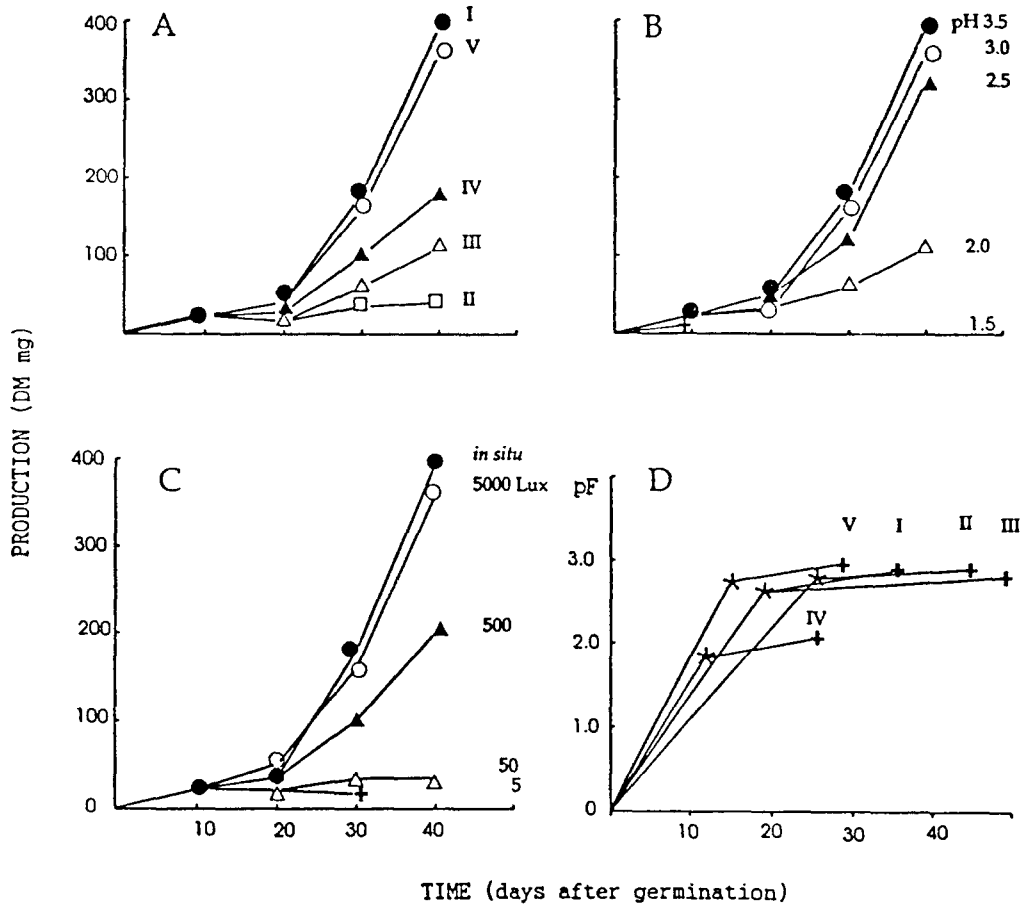 A
B
400
300
200
100
I
V
IV
III
II
pH 3.5
3.0
2.5
2.0
1.5
PRODUCTION (DM mg)
C
D
400
300
200
100
0
in situ
5000 Lux
500
50
5
10
20
30
40
pF
3.0
2.0
1.0
0
V
I
II
III
IV
10
20
30
40
TIME (days after germination)